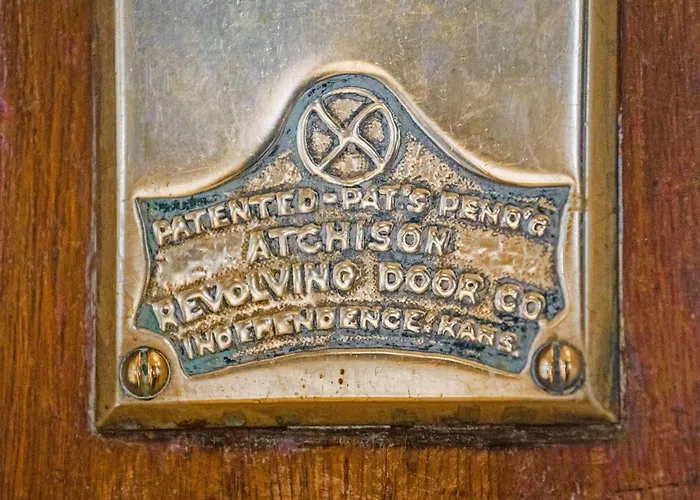 PATENTED-PAT'S PEND'G
ATCHISON
REVOLVING DOOR CO
INDEPENDENCE. KANS.